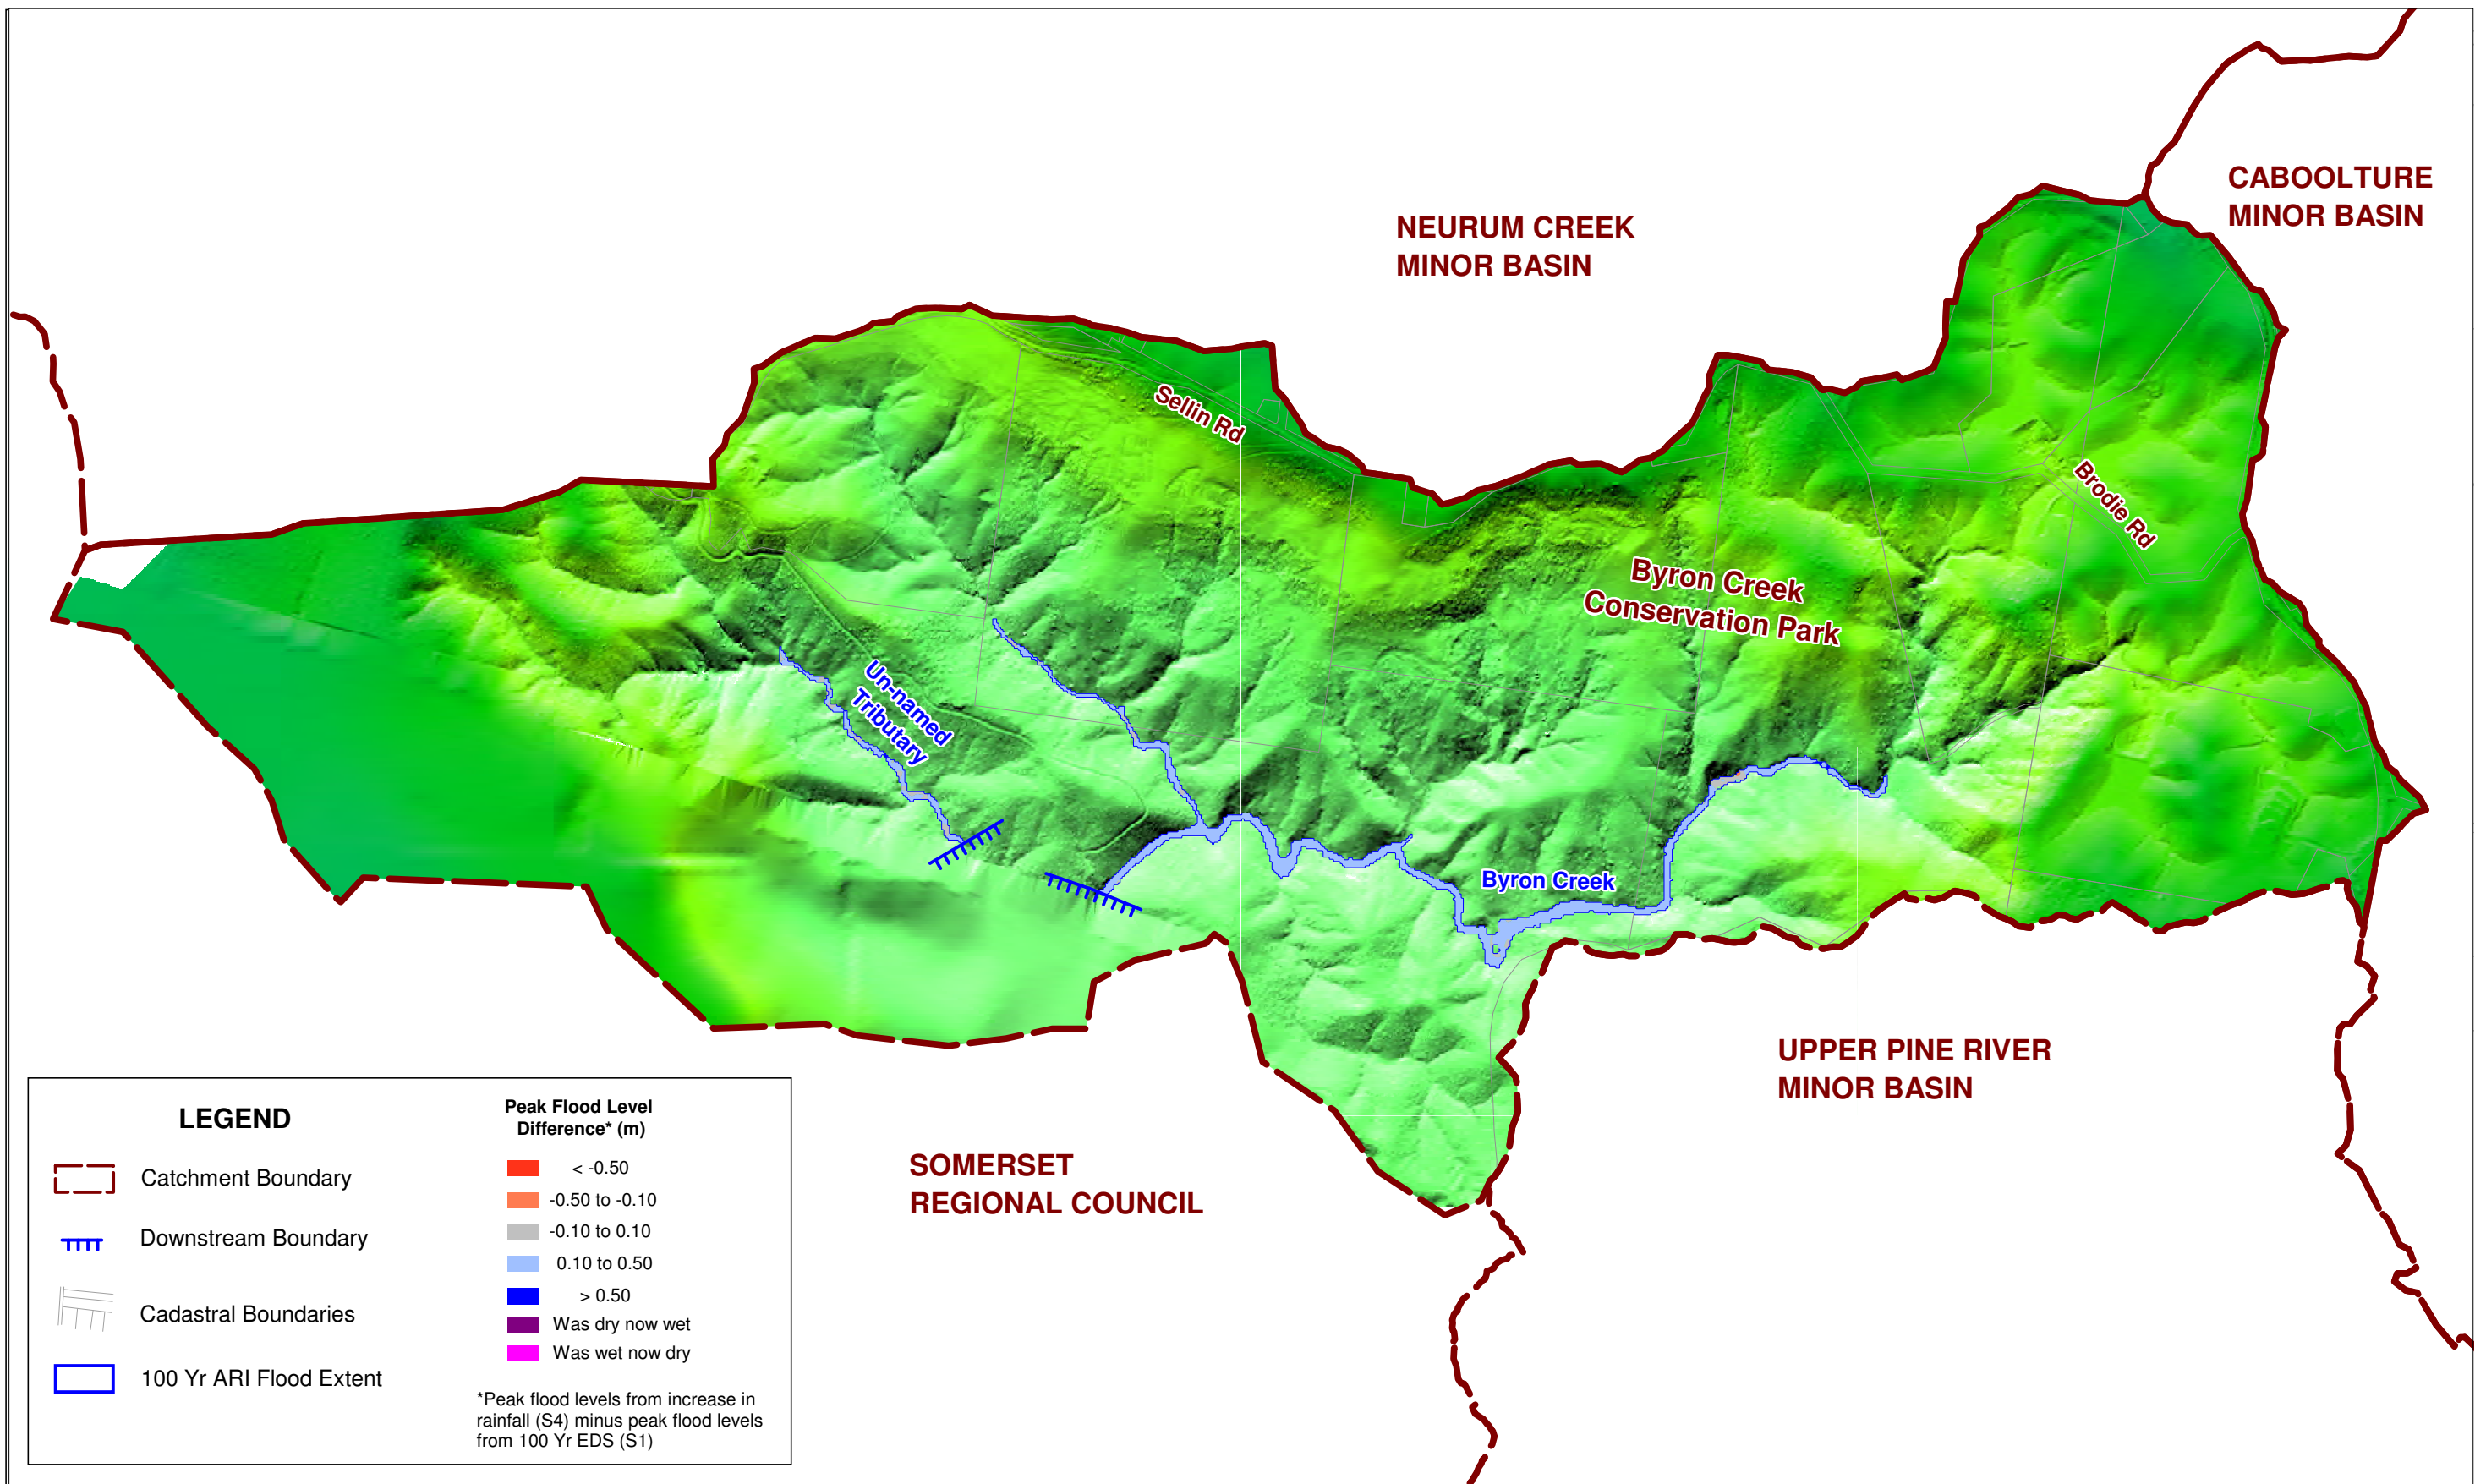 CABOOLTURE
MINOR BASIN
NEURUM CREEK
MINOR BASIN
Sellin Rd
Brodie Rd
Byron Creek
Conservation Park
Un-named
Tributary
Byron Creek
UPPER PINE RIVER
MINOR BASIN
SOMERSET
REGIONAL COUNCIL
LEGEND
Catchment Boundary
Downstream Boundary
Cadastral Boundaries
100 Yr ARI Flood Extent
Peak Flood Level
Difference* (m)
< -0.50
-0.50 to -0.10
-0.10 to 0.10
0.10 to 0.50
> 0.50
Was dry now wet
Was wet now dry
*Peak flood levels from increase in
rainfall (S4) minus peak flood levels
from 100 Yr EDS (S1)